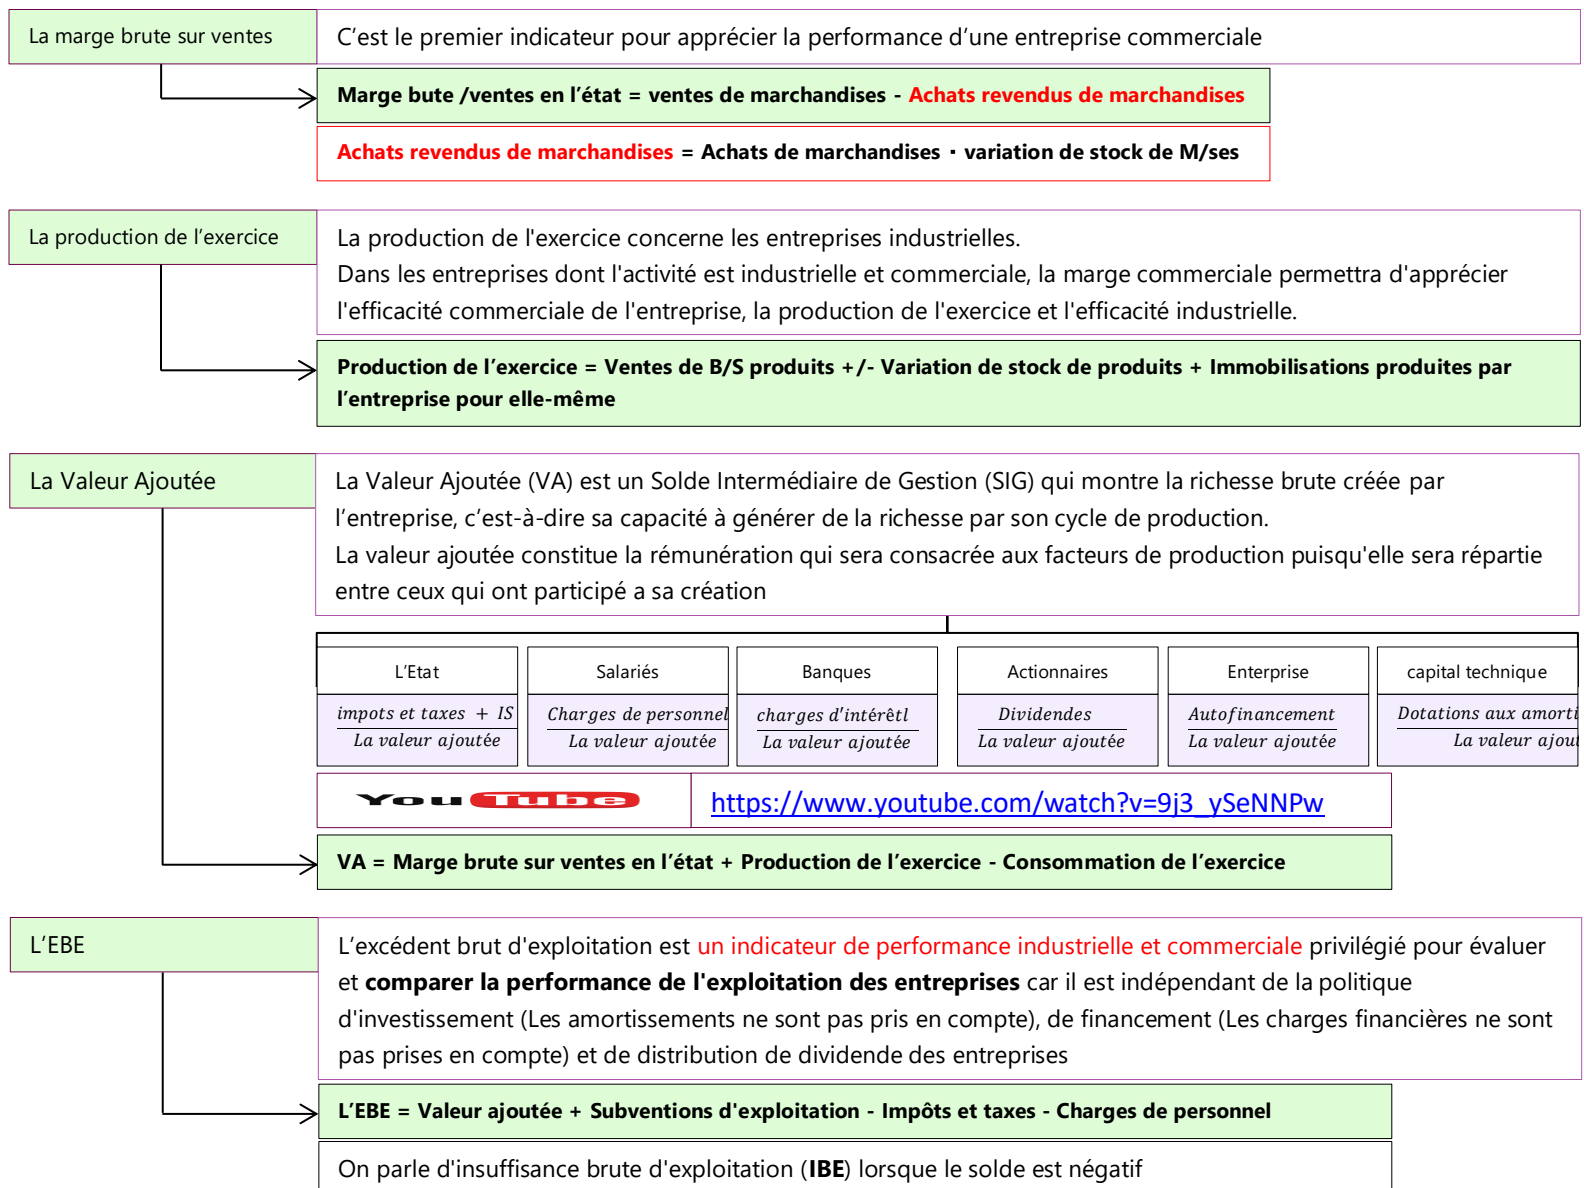 La marge brute sur ventes
C’est le premier indicateur pour apprécier la performance d’une entreprise commerciale
Marge bute /ventes en l’état = ventes de marchandises - Achats revendus de marchandises
Achats revendus de marchandises = Achats de marchandises · variation de stock de M/ses
La production de l’exercice
La production de l'exercice concerne les entreprises industrielles.
Dans les entreprises dont l'activité est industrielle et commerciale, la marge commerciale permettra d'apprécier
l'efficacité commerciale de l'entreprise, la production de l'exercice et l'efficacité industrielle.
Production de l’exercice = Ventes de B/S produits +/- Variation de stock de produits + Immobilisations produites par
l’entreprise pour elle-même
La Valeur Ajoutée
La Valeur Ajoutée (VA) est un Solde Intermédiaire de Gestion (SIG) qui montre la richesse brute créée par
l’entreprise, c’est-à-dire sa capacité à générer de la richesse par son cycle de production.
La valeur ajoutée constitue la rémunération qui sera consacrée aux facteurs de production puisqu'elle sera répartie
entre ceux qui ont participé a sa création
L’Etat
impots et taxes + IS
La valeur ajoutée
Salariés
Charges de personnel
La valeur ajoutée
Banques
charges d'intérêtl
La valeur ajoutée
Actionnaires
Dividendes
La valeur ajoutée
Enterprise
Autofinancement
La valeur ajoutée
capital technique
Dotations aux amorti
La valeur ajout
YouTube
https://www.youtube.com/watch?v=9j3_ySeNNPw
VA = Marge brute sur ventes en l’état + Production de l’exercice - Consommation de l’exercice
L’EBE
L’excédent brut d'exploitation est un indicateur de performance industrielle et commerciale privilégié pour évaluer
et comparer la performance de l'exploitation des entreprises car il est indépendant de la politique
d'investissement (Les amortissements ne sont pas pris en compte), de financement (Les charges financières ne sont
pas prises en compte) et de distribution de dividende des entreprises
L’EBE = Valeur ajoutée + Subventions d'exploitation - Impôts et taxes - Charges de personnel
On parle d'insuffisance brute d'exploitation (IBE) lorsque le solde est négatif